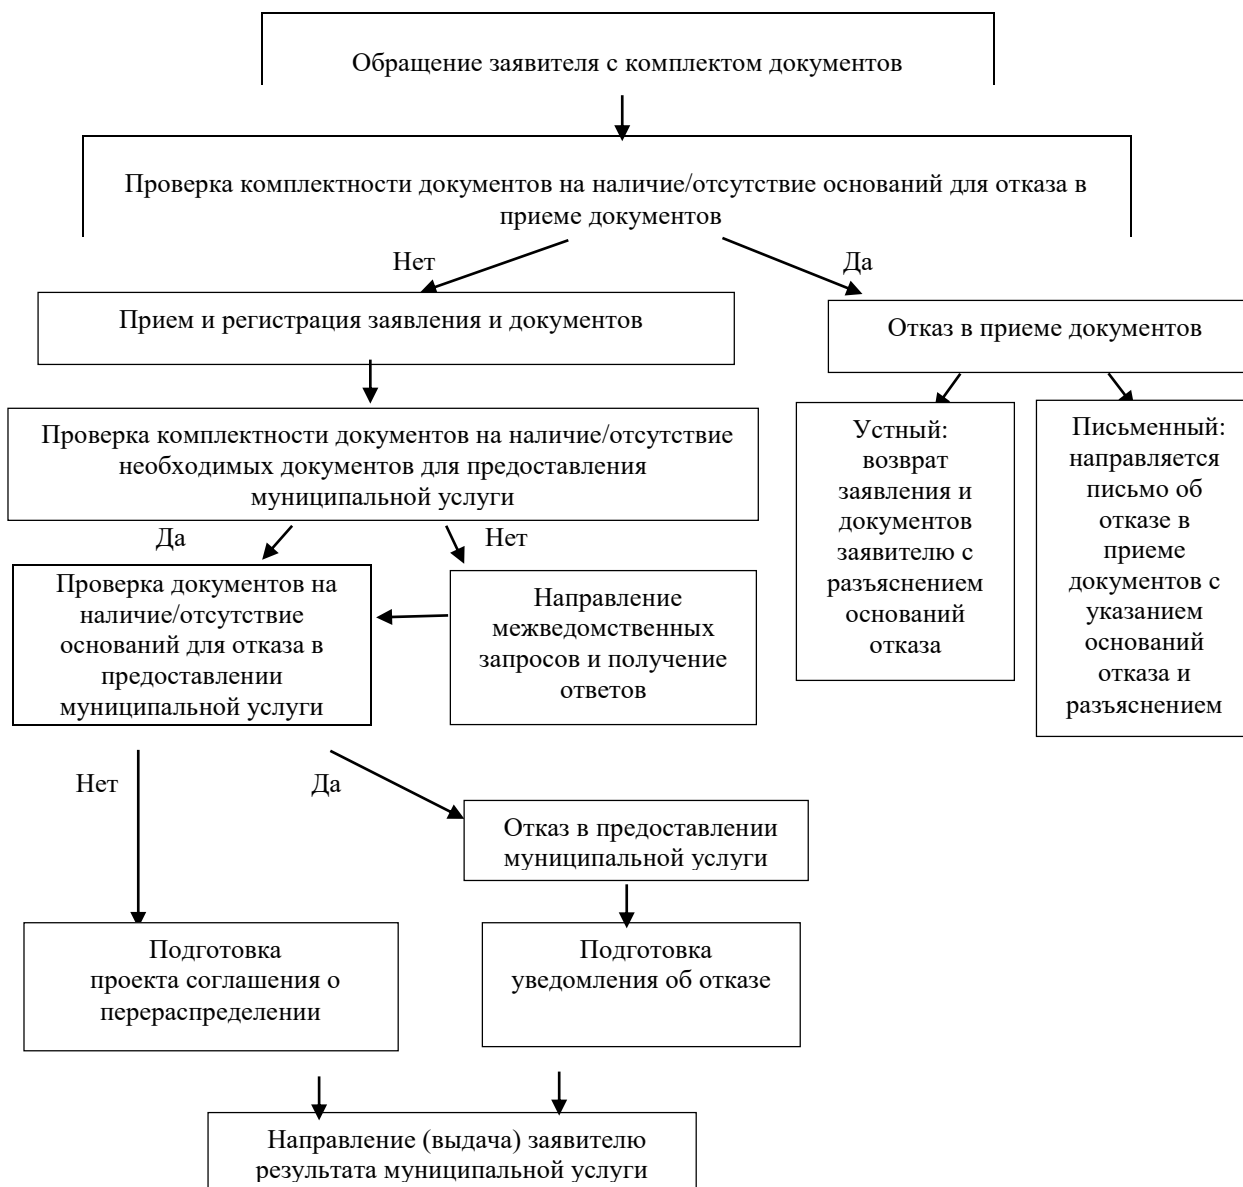 Обращение заявителя с комплектом документов
Проверка комплектности документов на наличие/отсутствие оснований для отказа в
приеме документов
Нет
Да
Прием и регистрация заявления и документов
Отказ в приеме документов
Проверка комплектности документов на наличие/отсутствие
необходимых документов для предоставления
муниципальной услуги
Устный:
возврат
заявления и
документов
заявителю с
разъяснением
оснований
отказа
Письменный:
направляется
письмо об
отказе в
приеме
документов с
указанием
оснований
отказа и
разъяснением
Да
Нет
Проверка документов на
наличие/отсутствие
оснований для отказа в
предоставлении
муниципальной услуги
Направление
межведомственных
запросов и получение
ответов
Нет
Да
Отказ в предоставлении
муниципальной услуги
Подготовка
проекта соглашения о
перераспределении
Подготовка
уведомления об отказе
Направление (выдача) заявителю
результата муниципальной услуги